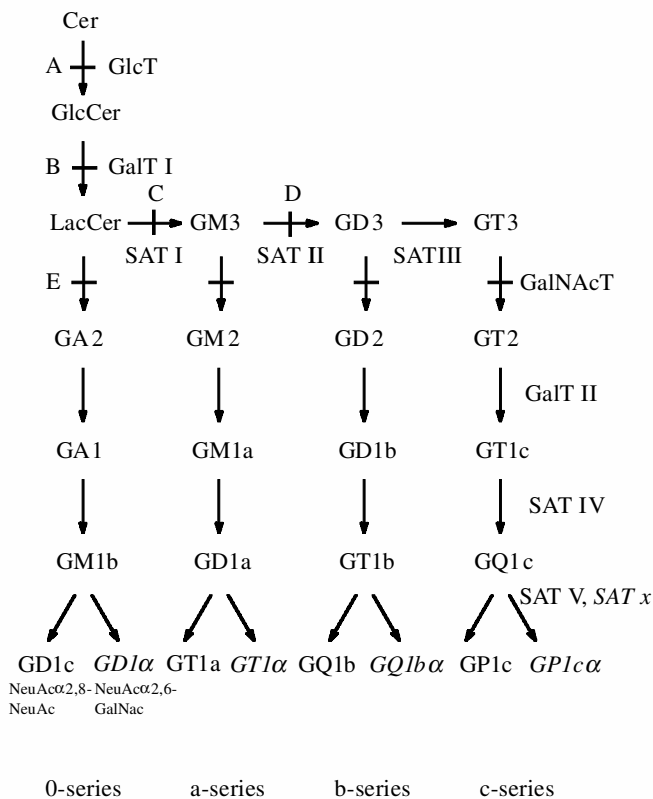 Cer
A GlcT
GlcCer
B GalT I
C D
LacCer GM3 GD3 GT3
SAT I SAT II SATIII
E GalNAcT
GA2 GM2 GD2 GT2
GalT II
GA1 GM1a GD1b GT1c
SAT IV
GM1b GD1a GT1b GQ1c
SAT V, SAT x
GD1c GD1α GT1a GT1α GQ1b GQ1bα GP1c GP1cα
NeuAcα2,8- NeuAcα2,6-
NeuAc GalNac
0-series a-series b-series c-series